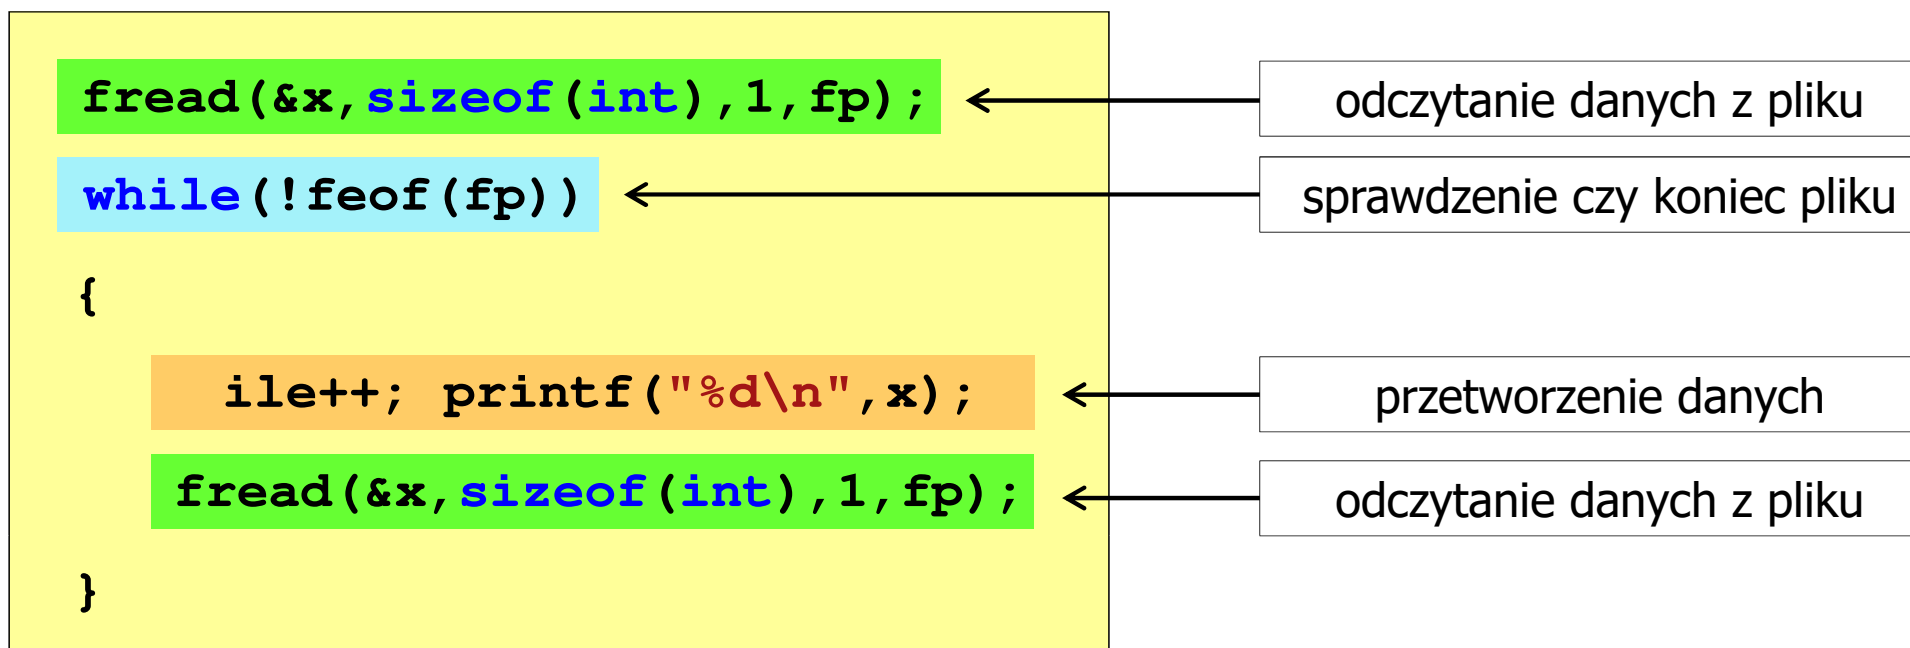 fread(&x,sizeof(int),1,fp);
odczytanie danych z pliku
while(!feof(fp))
sprawdzenie czy koniec pliku
{
ile++; printf("%d\n",x);
przetworzenie danych
fread(&x,sizeof(int),1,fp);
odczytanie danych z pliku
}